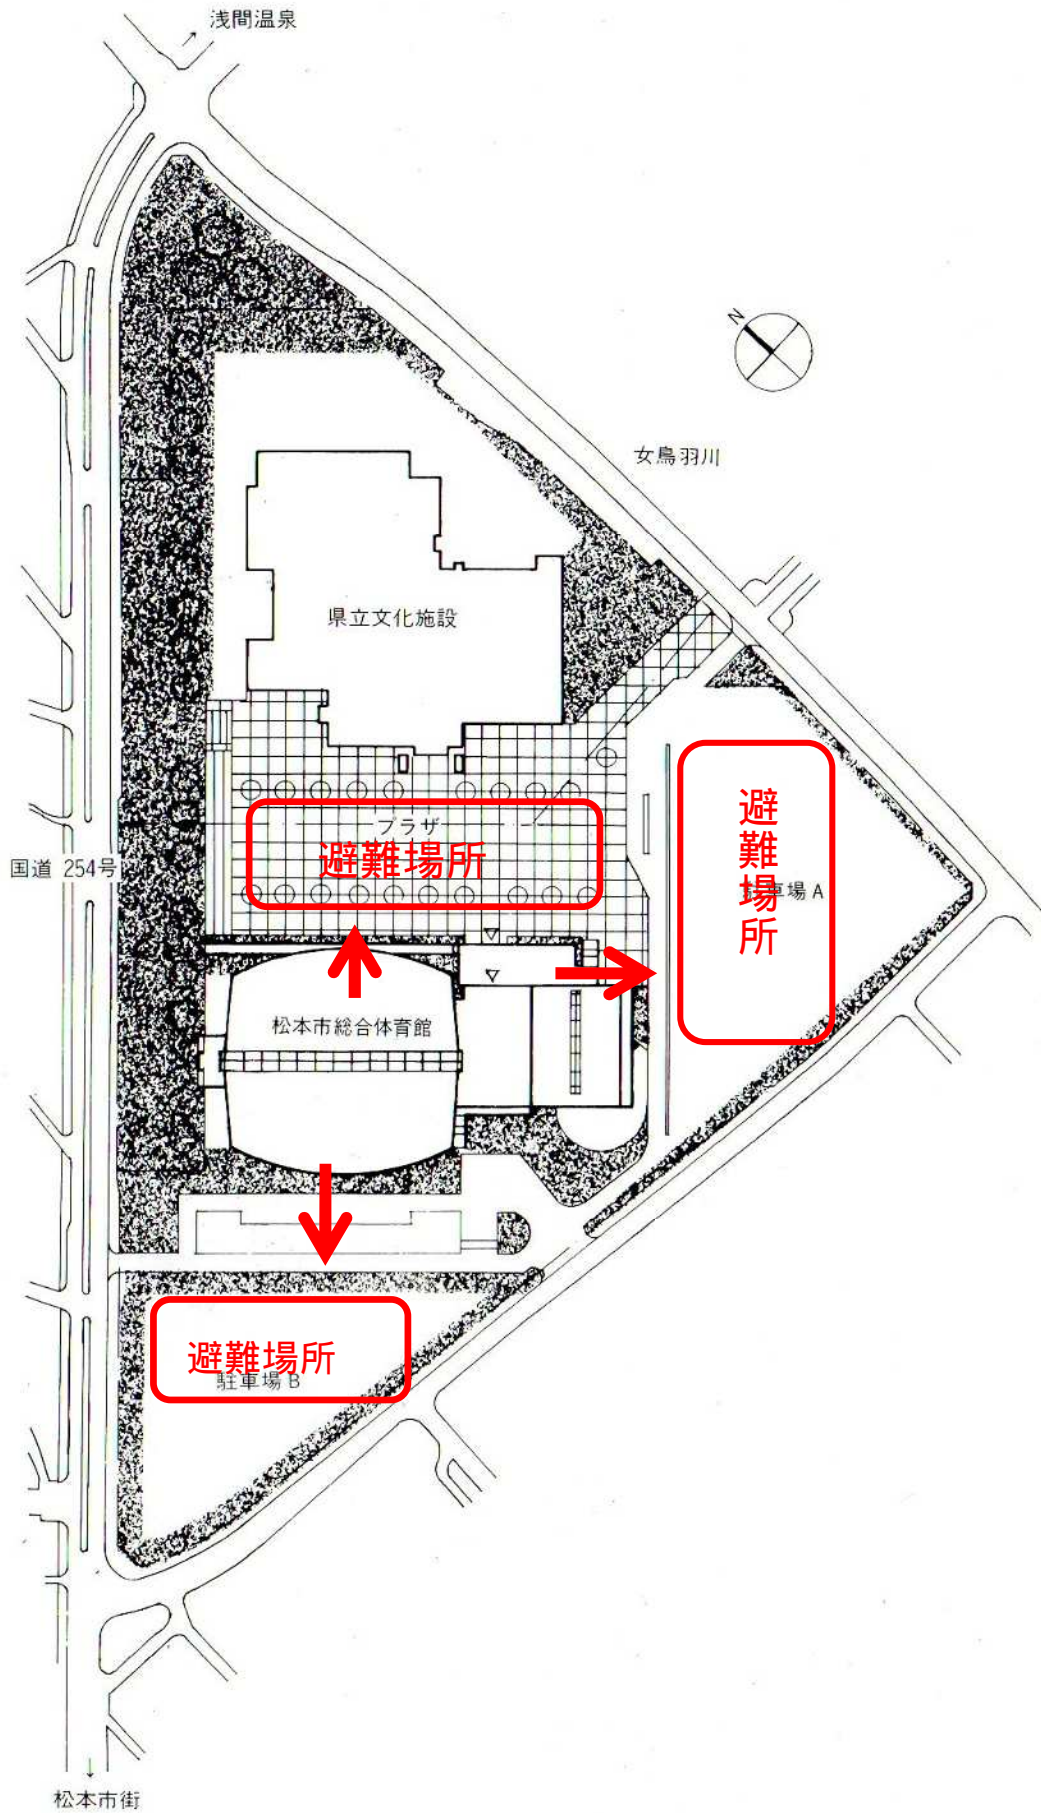 浅間温泉
N
女鳥羽川
県立文化施設
プラザ
避難場所
国道 254号
避難場所
駐車場 A
松本市総合体育館
避難場所
駐車場 B
松本市街